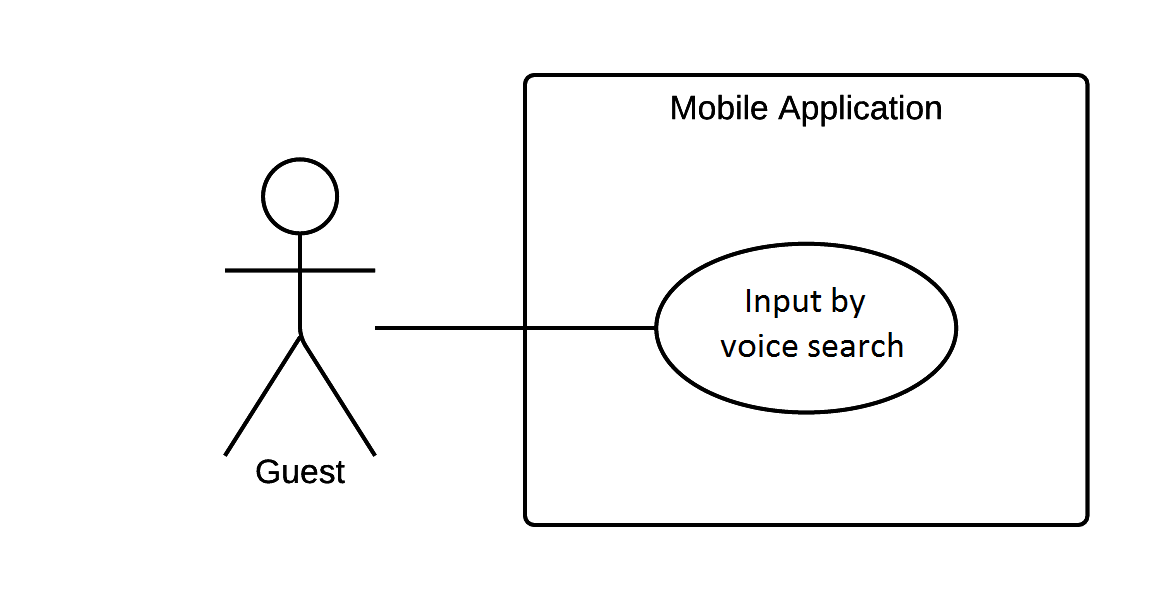 Mobile Application
Input by
voice search
Guest